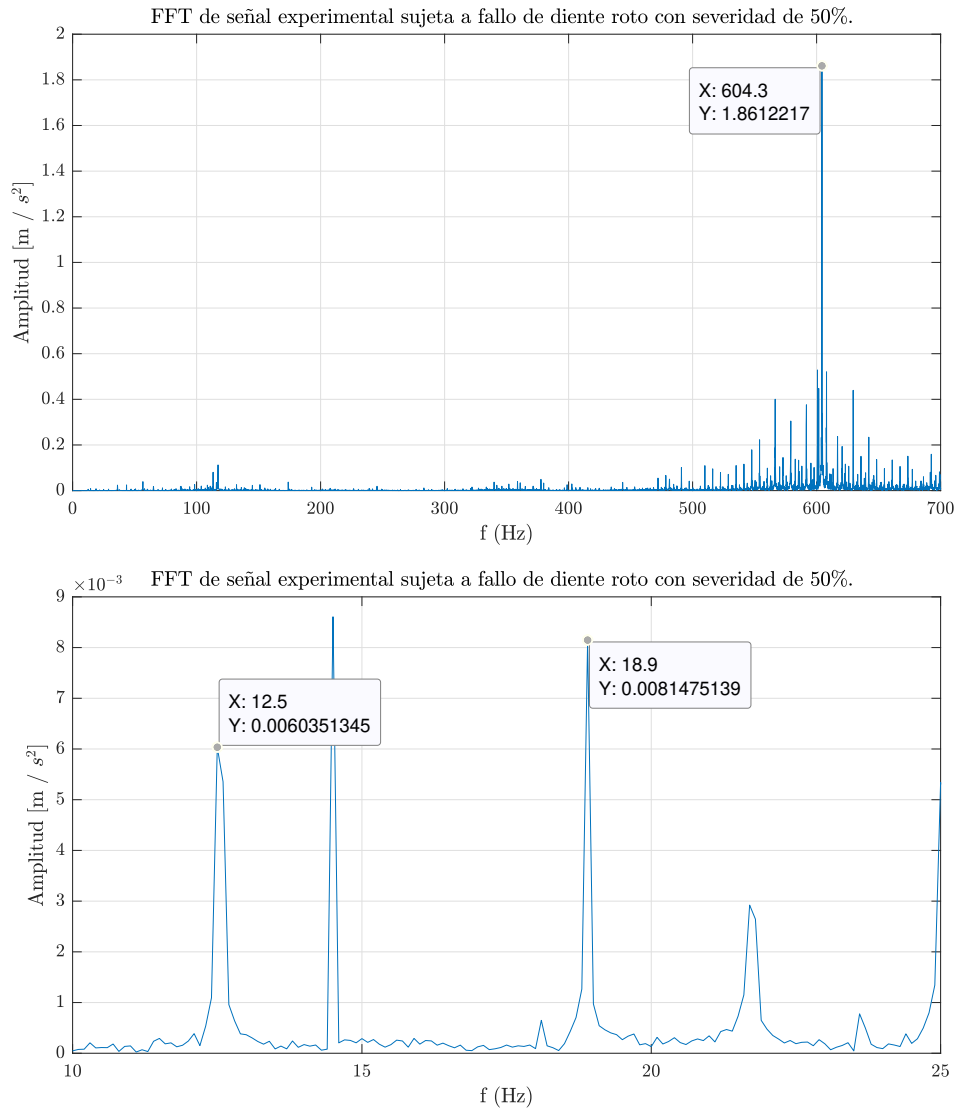 FFT de señal experimental sujeta a fallo de diente roto con severidad de 50%.
2
1.8
1.6
1.4
1.2
1
0.8
0.6
0.4
0.2
0
Amplitud [m / s²]
X: 604.3
Y: 1.8612217
0 100 200 300 400 500 600 700
f (Hz)
×10⁻³
FFT de señal experimental sujeta a fallo de diente roto con severidad de 50%.
9
8
7
6
5
4
3
2
1
0
Amplitud [m / s²]
X: 12.5
Y: 0.0060351345
X: 18.9
Y: 0.0081475139
10 15 20 25
f (Hz)